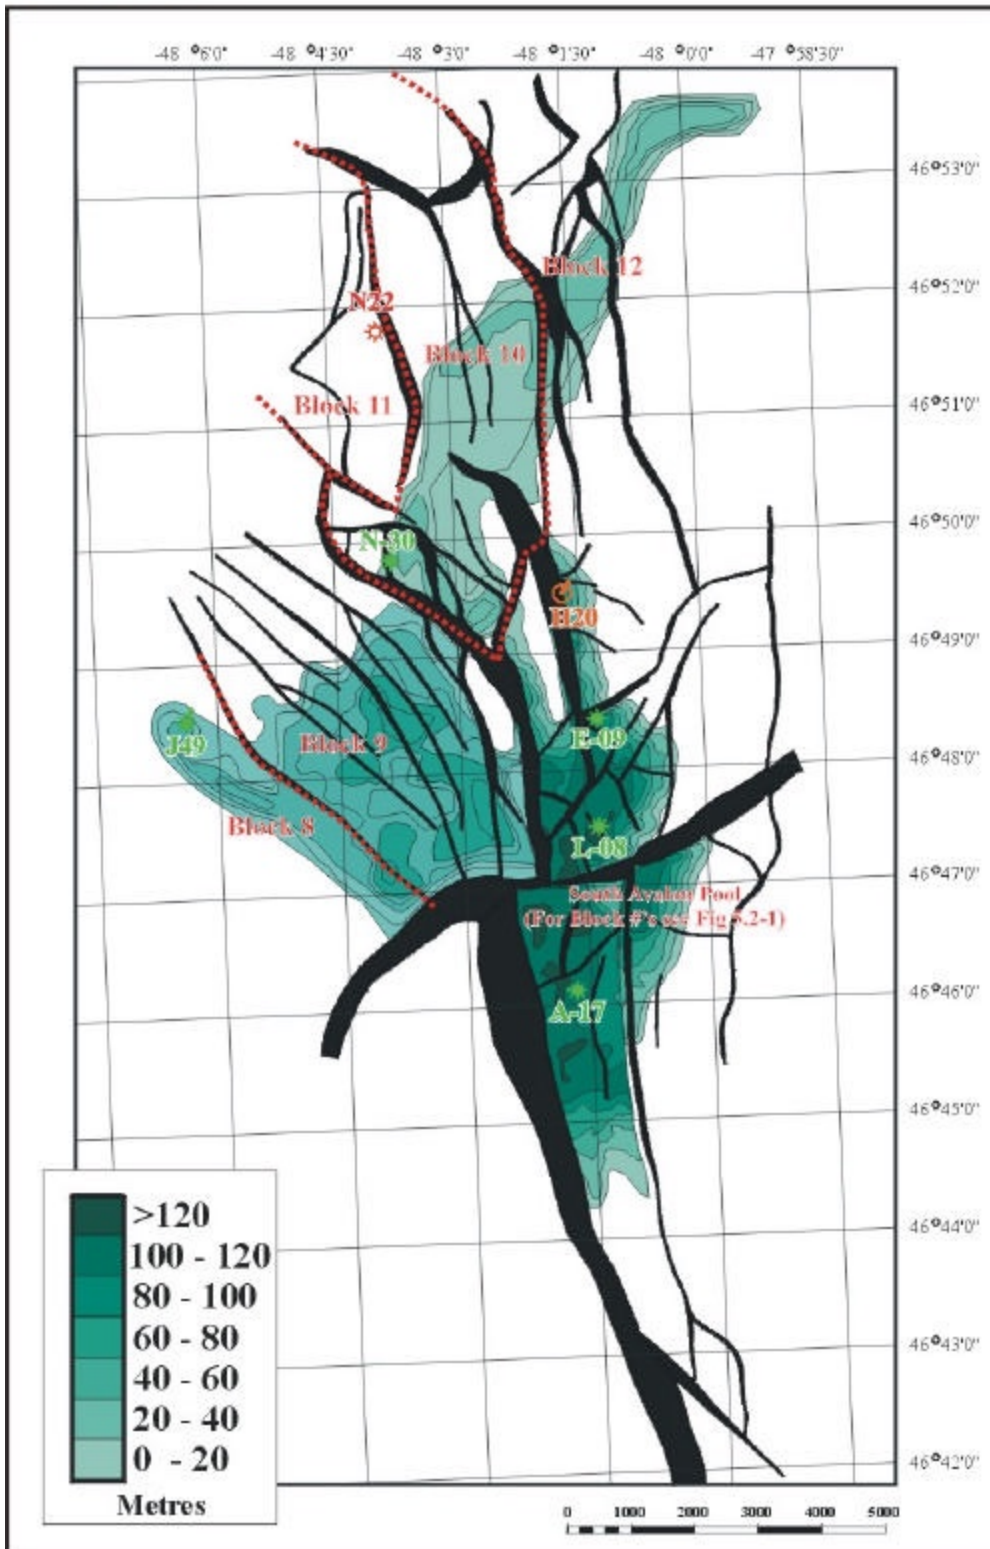 -48°6'0" -48°4'30" -48°3'0" -48°1'30" -48°0'0" -47°58'30"
46°53'0"
Block 12
46°52'0"
N22
Block 10
46°51'0"
Block 11
46°50'0"
N-30
H20
46°49'0"
E-09
J49
Block 9
46°48'0"
Block 8
L-08
46°47'0"
South Avalon Pool
(For Block #'s see Fig 5.2-1)
46°46'0"
A-17
46°45'0"
>120
46°44'0"
100 - 120
80 - 100
60 - 80
46°43'0"
40 - 60
20 - 40
0 - 20
46°42'0"
Metres
0 1000 2000 3000 4000 5000